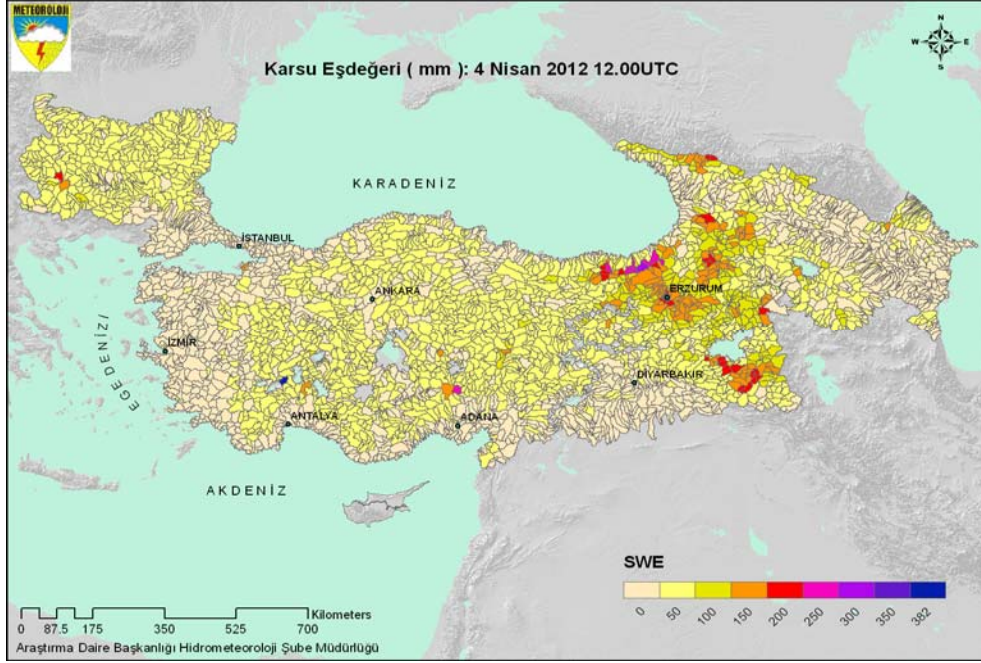 METEOROLOJİ
N
W E
S
Karsu Eşdeğeri ( mm ): 4 Nisan 2012 12.00UTC
KARADENİZ
İSTANBUL
ANKARA
ERZURUM
EGE DENİZİ
İZMİR
DİYARBAKIR
ANTALYA
ADANA
AKDENİZ
SWE
0 50 100 150 200 250 300 350 382
Kilometers
0 87.5 175 350 525 700
Araştırma Daire Başkanlığı Hidrometeoroloji Şube Müdürlüğü